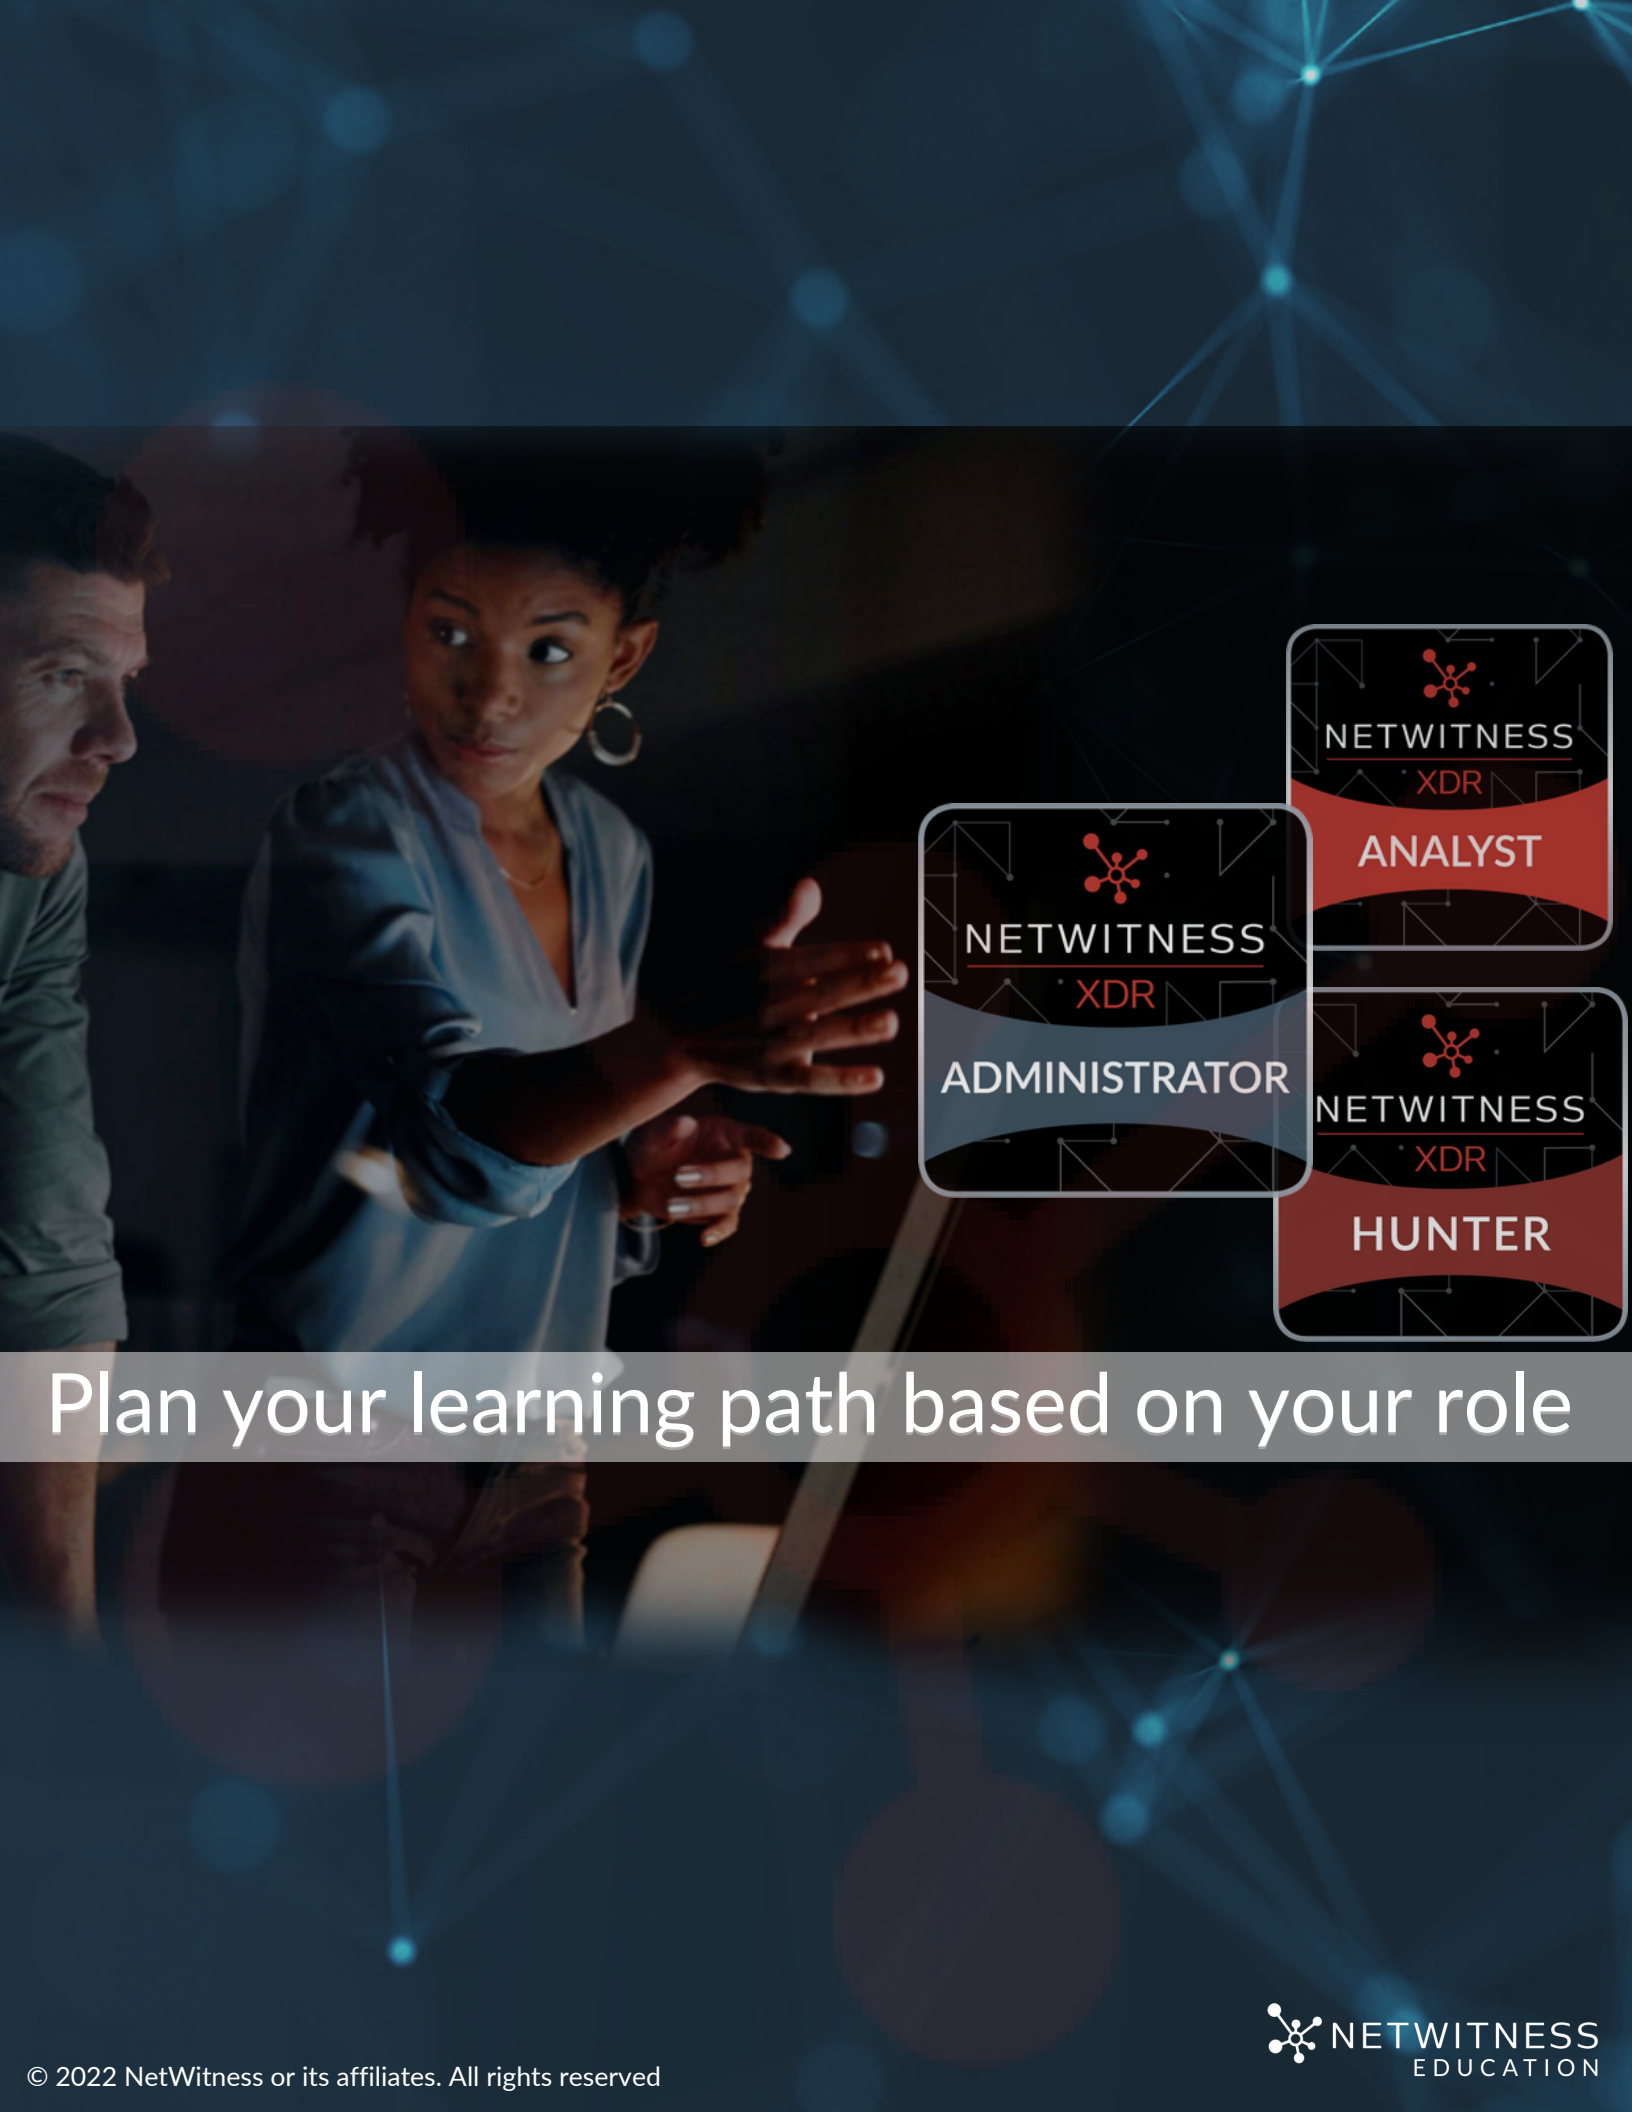 NETWITNESS
XDR
ANALYST
NETWITNESS
XDR
ADMINISTRATOR
NETWITNESS
XDR
HUNTER
Plan your learning path based on your role
© 2022 NetWitness or its affiliates. All rights reserved
NETWITNESS
EDUCATION